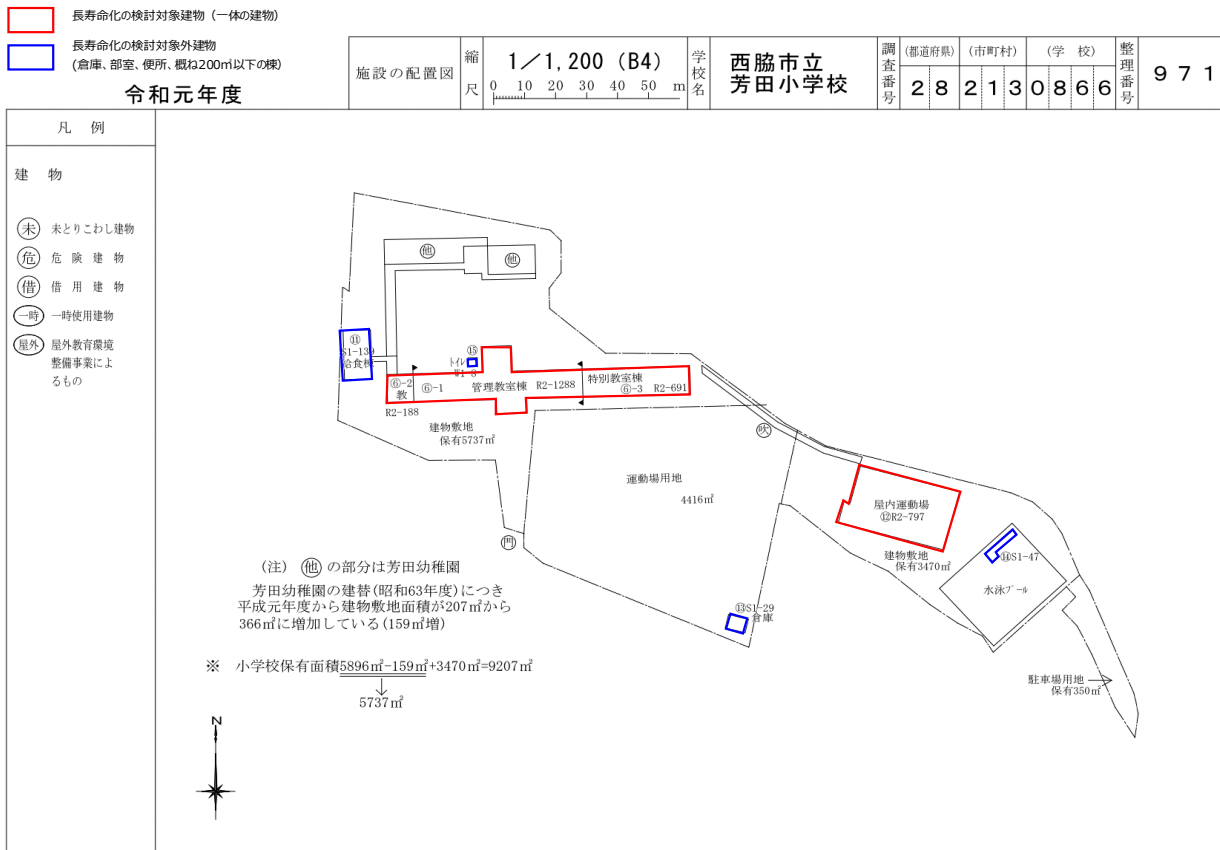 長寿命化の検討対象建物（一体の建物）
長寿命化の検討対象外建物
(倉庫、部室、便所、概ね200㎡以下の棟)
令和元年度
施設の配置図
縮尺
1／1,200（B4）
0 10 20 30 40 50 m
学校名
西脇市立
芳田小学校
調査番号
(都道府県)
(市町村)
(学 校)
2 8
2 1 3
0 8 6 6
整理番号
9 7 1
凡 例
建 物
未 未とりこわし建物
危 危 険 建 物
借 借 用 建 物
一時 一時使用建物
屋外 屋外教育環境
整備事業によ
るもの
他
他
⑪
S1-139
給食棟
⑮
トイレ
W1-8
⑥-2
教
⑥-1
管理教室棟
R2-1288
特別教室棟
⑥-3
R2-691
R2-188
建物敷地
保有5737㎡
吹
運動場用地
4416㎡
屋内運動場
⑫R2-797
門
建物敷地
保有3470㎡
⑭S1-47
水泳プール
(注) 他 の部分は芳田幼稚園
芳田幼稚園の建替(昭和63年度)につき
平成元年度から建物敷地面積が207㎡から
366㎡に増加している(159㎡増)
⑬S1-29
倉庫
※ 小学校保有面積5896㎡-159㎡+3470㎡=9207㎡
5737㎡
駐車場用地
保有350㎡
N